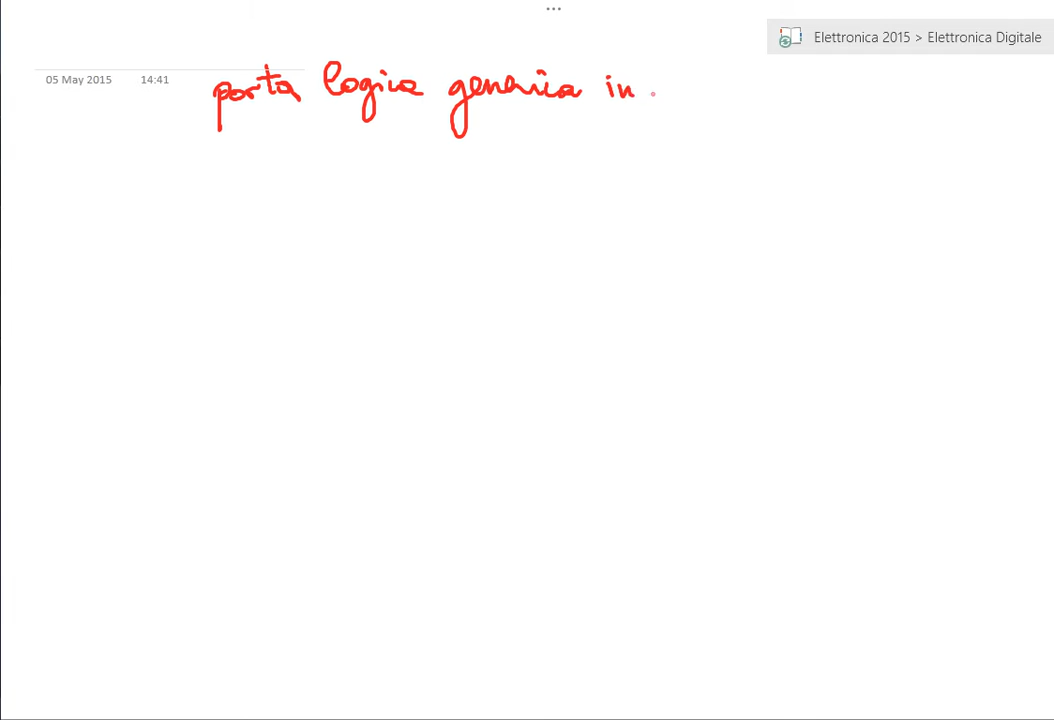 ...
Elettronica 2015 > Elettronica Digitale
05 May 2015 14:41
porta logica generica in